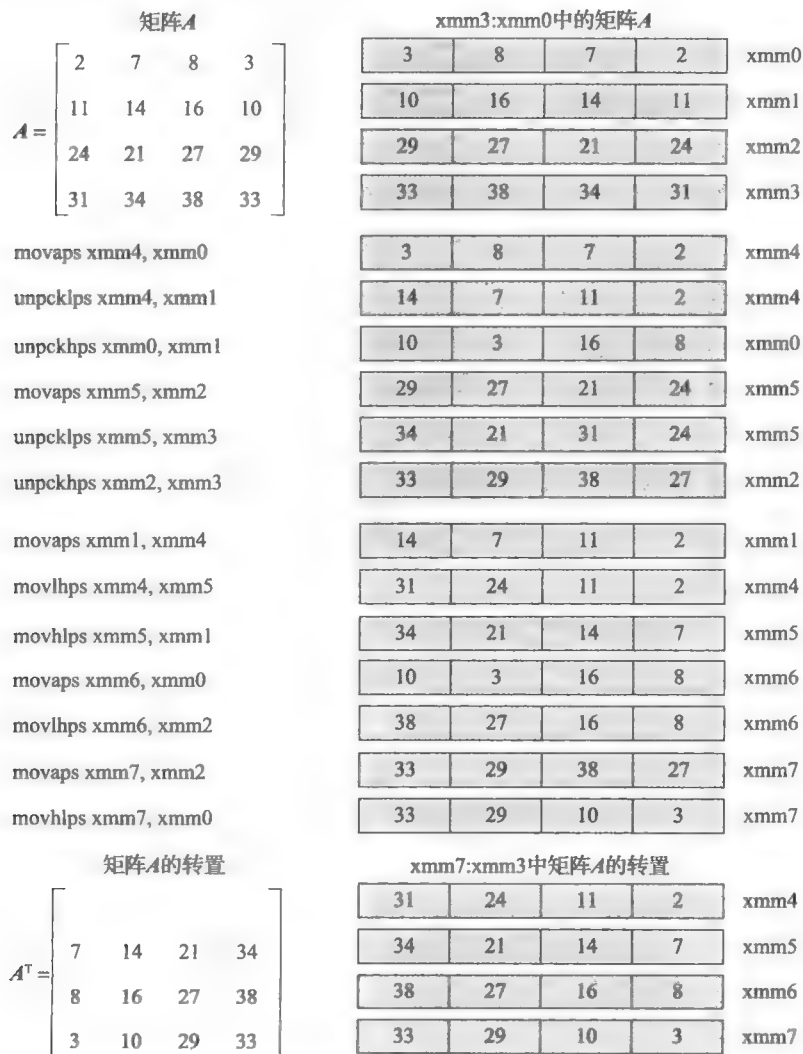 矩阵A xmm3:xmm0中的矩阵A
3 8 7 2 xmm0
2 7 8 3
10 16 14 11 xmm1
11 14 16 10
A =
29 27 21 24 xmm2
24 21 27 29
33 38 34 31 xmm3
31 34 38 33
movaps xmm4, xmm0 3 8 7 2 xmm4
unpcklps xmm4, xmm1 14 7 11 2 xmm4
unpckhps xmm0, xmm1 10 3 16 8 xmm0
movaps xmm5, xmm2 29 27 21 24 xmm5
unpcklps xmm5, xmm3 34 21 31 24 xmm5
unpckhps xmm2, xmm3 33 29 38 27 xmm2
movaps xmm1, xmm4 14 7 11 2 xmm1
movlhps xmm4, xmm5 31 24 11 2 xmm4
movhlps xmm5, xmm1 34 21 14 7 xmm5
movaps xmm6, xmm0 10 3 16 8 xmm6
movlhps xmm6, xmm2 38 27 16 8 xmm6
movaps xmm7, xmm2 33 29 38 27 xmm7
movhlps xmm7, xmm0 33 29 10 3 xmm7
矩阵A的转置 xmm7:xmm3中矩阵A的转置
31 24 11 2 xmm4
7 14 21 34 34 21 14 7 xmm5
Aᵀ =
8 16 27 38 38 27 16 8 xmm6
3 10 29 33 33 29 10 3 xmm7